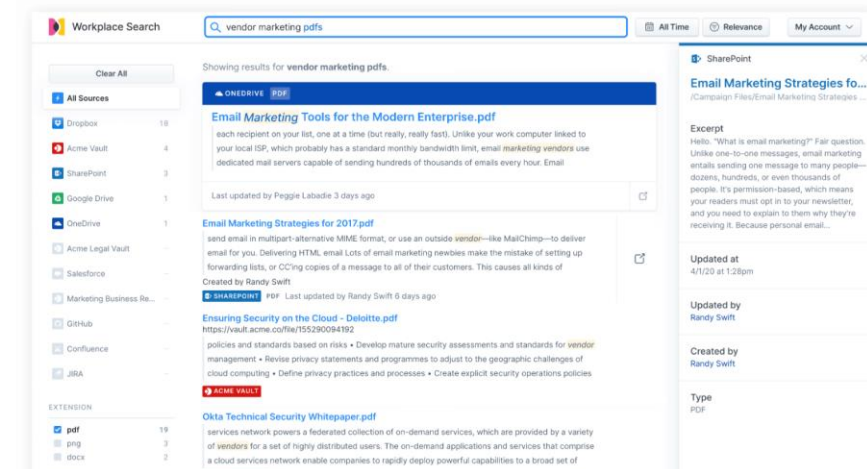 Workplace Search
vendor marketing pdfs
All Time
Relevance
My Account
Clear All
All Sources
Dropbox 18
Acme Vault 4
SharePoint 3
Google Drive 1
OneDrive 1
Acme Legal Vault
Salesforce
Marketing Business Re...
GitHub
Confluence
JIRA
EXTENSION
pdf 19
png 3
docx 2
Showing results for vendor marketing pdfs.
ONEDRIVE PDF
Email Marketing Tools for the Modern Enterprise.pdf
each recipient on your list, one at a time (but really, really fast). Unlike your work computer linked to
your local ISP, which probably has a standard monthly bandwidth limit, email marketing vendors use
dedicated mail servers capable of sending hundreds of thousands of emails every hour. Email
Last updated by Peggie Labadie 3 days ago
Email Marketing Strategies for 2017.pdf
send email in multipart-alternative MIME format, or use an outside vendor—like MailChimp—to deliver
email for you. Delivering HTML email Lots of email marketing newbies make the mistake of setting up
forwarding lists, or CC'ing copies of a message to all of their customers. This causes all kinds of
Created by Randy Swift
SHAREPOINT PDF Last updated by Randy Swift 6 days ago
Ensuring Security on the Cloud - Deloitte.pdf
https://vault.acme.co/file/155290094192
policies and standards based on risks • Develop mature security assessments and standards for vendor
management • Revise privacy statements and programmes to adjust to the geographic challenges of
cloud computing • Define privacy practices and processes • Create explicit security operations policies
ACME VAULT
Okta Technical Security Whitepaper.pdf
services network powers a federated collection of on-demand services, which are provided by a variety
of vendors for a set of highly distributed users. The on-demand applications and services that comprise
a cloud services network enable companies to rapidly deploy powerful capabilities to a broad set of
SharePoint
Email Marketing Strategies fo...
/Campaign Files/Email Marketing Strategies ...
Excerpt
Hello. "What is email marketing?" Fair question.
Unlike one-to-one messages, email marketing
entails sending one message to many people—
dozens, hundreds, or even thousands of
people. It's permission-based, which means
your readers must opt in to your newsletter,
and you need to explain to them why they're
receiving it. Because personal email...
Updated at
4/1/20 at 1:28pm
Updated by
Randy Swift
Created by
Randy Swift
Type
PDF